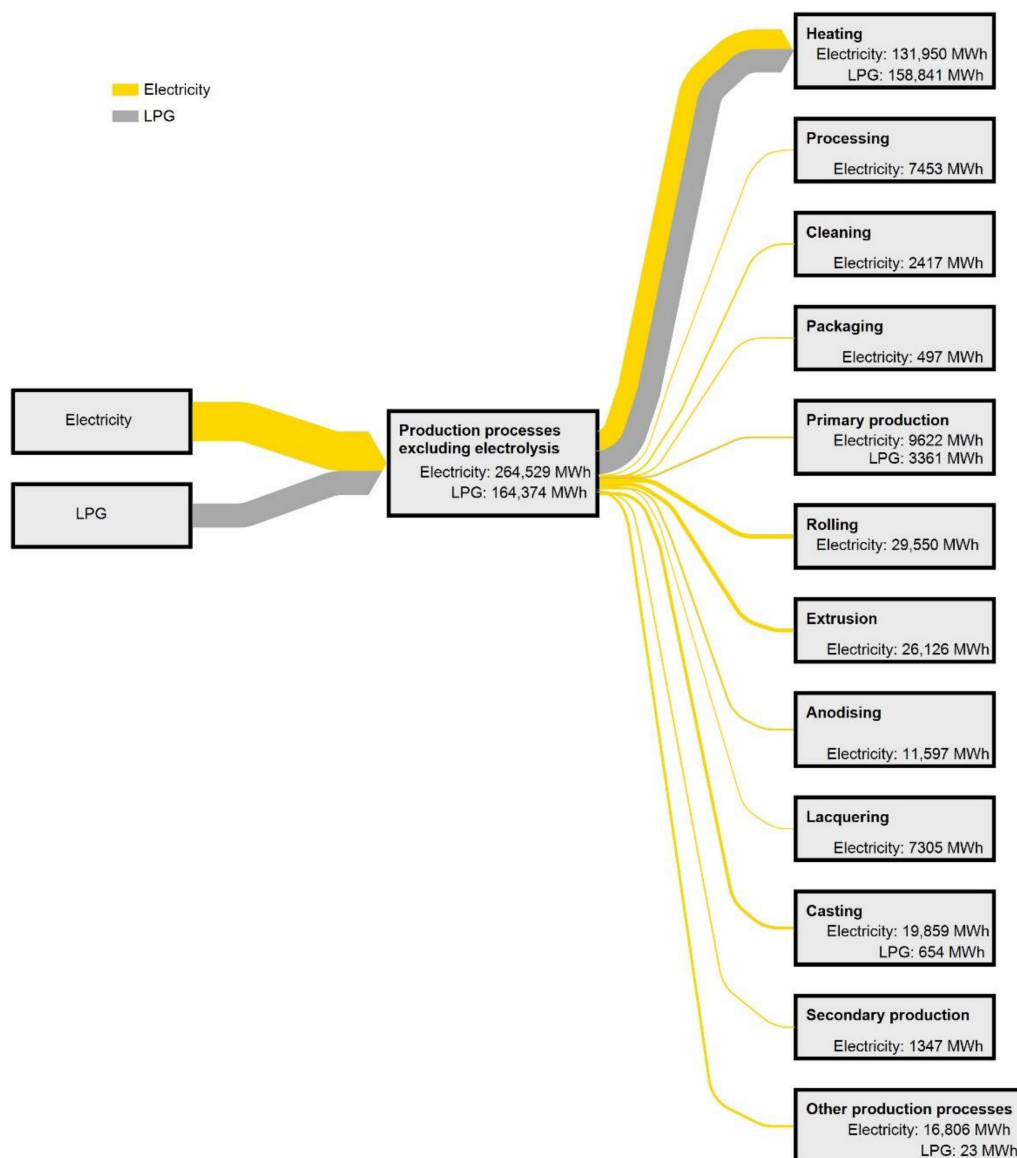 Electricity
LPG
Heating
Electricity: 131,950 MWh
LPG: 158,841 MWh
Processing
Electricity: 7453 MWh
Cleaning
Electricity: 2417 MWh
Packaging
Electricity: 497 MWh
Electricity
LPG
Production processes
excluding electrolysis
Electricity: 264,529 MWh
LPG: 164,374 MWh
Primary production
Electricity: 9622 MWh
LPG: 3361 MWh
Rolling
Electricity: 29,550 MWh
Extrusion
Electricity: 26,126 MWh
Anodising
Electricity: 11,597 MWh
Lacquering
Electricity: 7305 MWh
Casting
Electricity: 19,859 MWh
LPG: 654 MWh
Secondary production
Electricity: 1347 MWh
Other production processes
Electricity: 16,806 MWh
LPG: 23 MWh